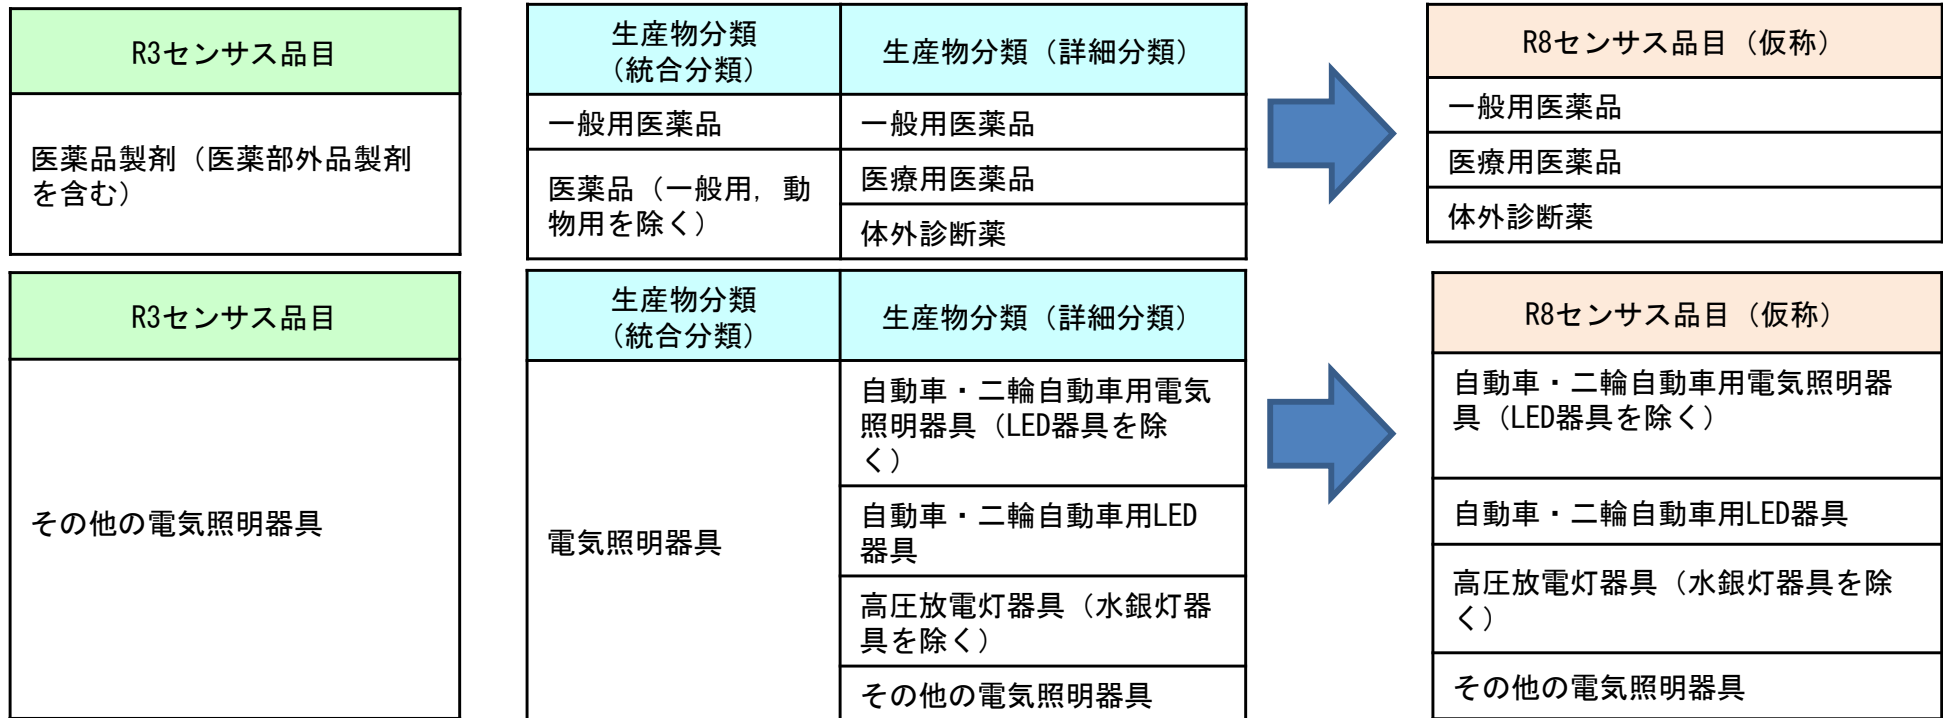 R3センサス品目
医薬品製剤（医薬部外品製剤
を含む）
生産物分類
（統合分類）
生産物分類（詳細分類）
一般用医薬品
一般用医薬品
医薬品（一般用，動
物用を除く）
医療用医薬品
体外診断薬
R8センサス品目（仮称）
一般用医薬品
医療用医薬品
体外診断薬
R3センサス品目
その他の電気照明器具
生産物分類
（統合分類）
生産物分類（詳細分類）
電気照明器具
自動車・二輪自動車用電気
照明器具（LED器具を除
く）
自動車・二輪自動車用LED
器具
高圧放電灯器具（水銀灯器
具を除く）
その他の電気照明器具
R8センサス品目（仮称）
自動車・二輪自動車用電気照明器
具（LED器具を除く）
自動車・二輪自動車用LED器具
高圧放電灯器具（水銀灯器具を除
く）
その他の電気照明器具